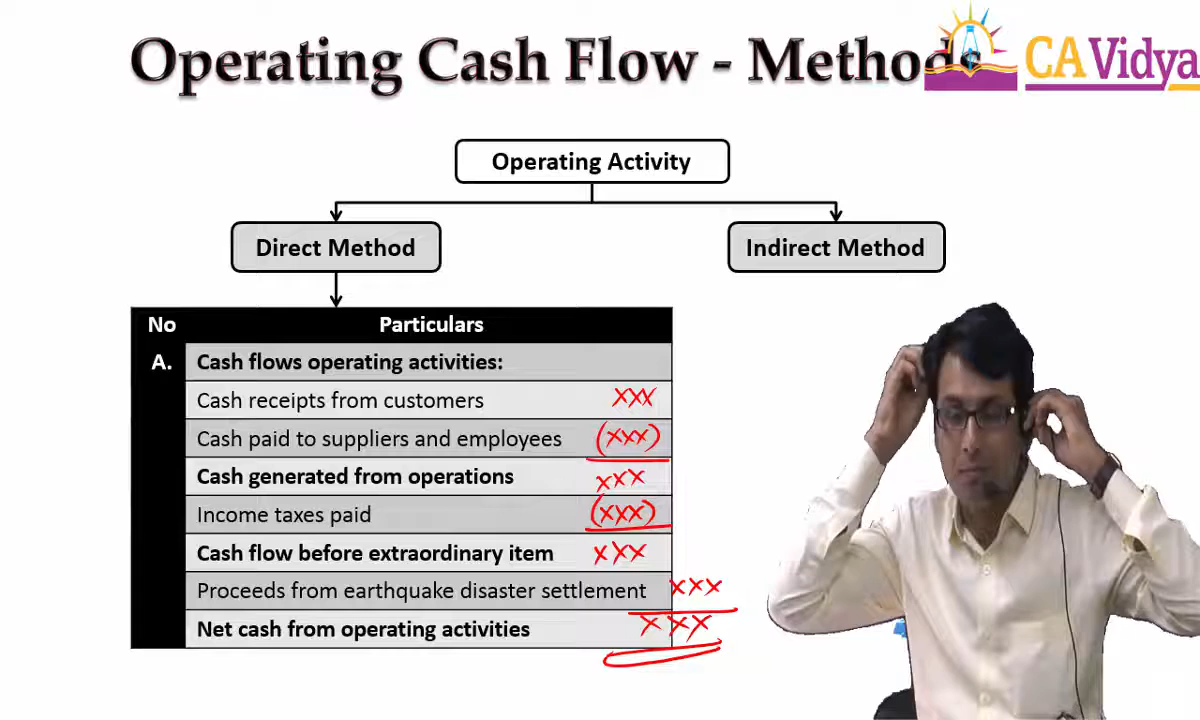 Operating Cash Flow - Methods
CA Vidya
Operating Activity
Direct Method
Indirect Method
No Particulars
A. Cash flows operating activities:
Cash receipts from customers xxx
Cash paid to suppliers and employees (xxx)
Cash generated from operations xxx
Income taxes paid (xxx)
Cash flow before extraordinary item xxx
Proceeds from earthquake disaster settlement xxx
Net cash from operating activities xxx